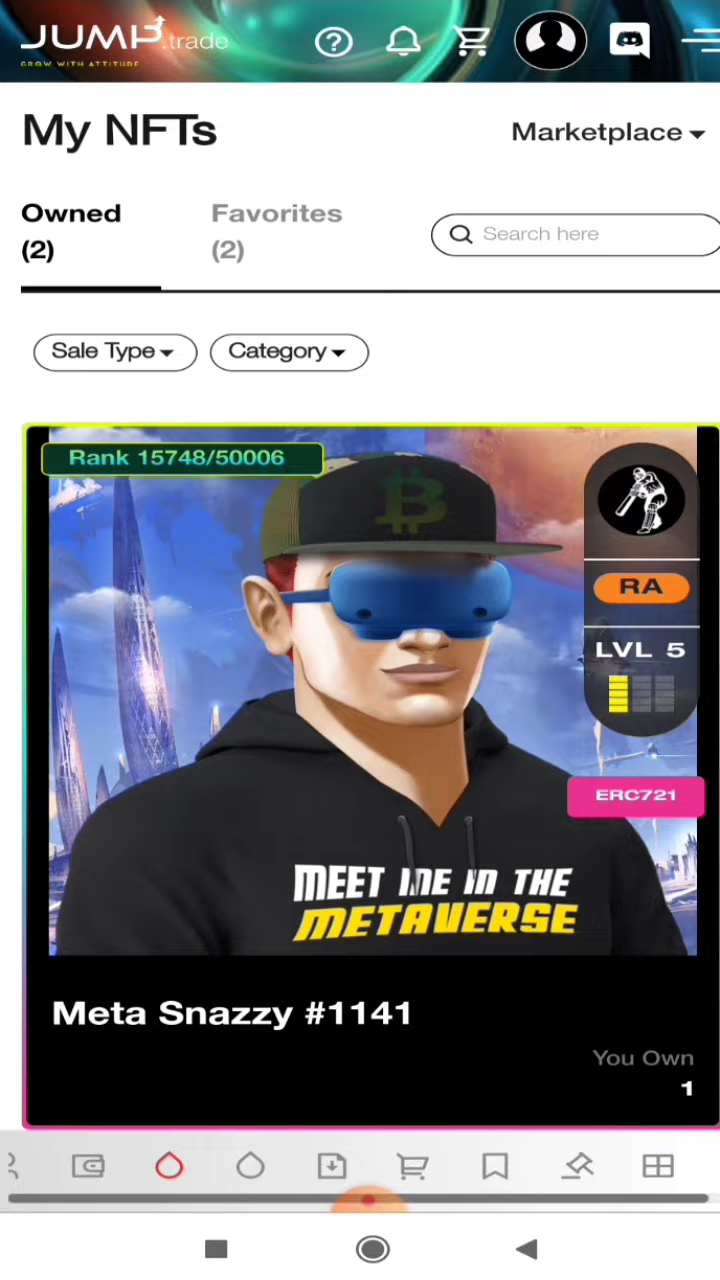 JUMP.trade
GROW WITH ATTITUDE
My NFTs
Marketplace
Owned
(2)
Favorites
(2)
Search here
Sale Type
Category
Rank 15748/50006
RA
LVL 5
ERC721
MEET ME IN THE
METAVERSE
Meta Snazzy #1141
You Own
1